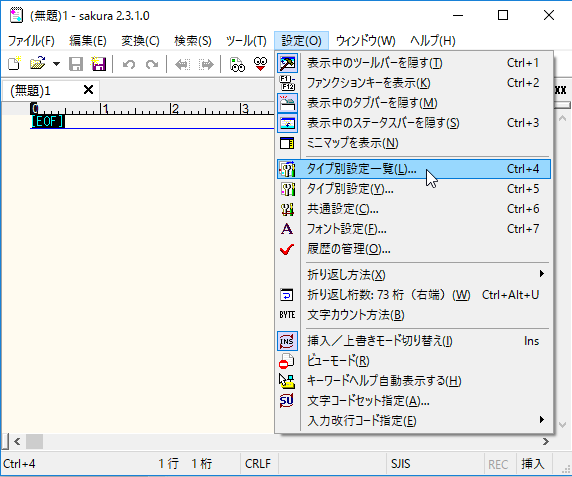 (無題)1 - sakura 2.3.1.0
ファイル(F) 編集(E) 変換(C) 検索(S) ツール(T) 設定(O) ウィンドウ(W) ヘルプ(H)
(無題)1
0 1 2 3
[EOF]
表示中のツールバーを隠す(T) Ctrl+1
F1-F12 ファンクションキーを表示(K) Ctrl+2
表示中のタブバーを隠す(M)
表示中のステータスバーを隠す(S) Ctrl+3
ミニマップを表示(N)
タイプ別設定一覧(L)... Ctrl+4
タイプ別設定(Y)... Ctrl+5
共通設定(C)... Ctrl+6
A フォント設定(F)... Ctrl+7
履歴の管理(O)...
折り返し方法(X)
折り返し桁数: 73 桁（右端）(W) Ctrl+Alt+U
BYTE 文字カウント方法(B)
INS 挿入／上書きモード切り替え(I) Ins
ビューモード(R)
キーワードヘルプ自動表示する(H)
SU 文字コードセット指定(A)...
入力改行コード指定(E)
Ctrl+4 1 行 1 桁 CRLF SJIS REC 挿入